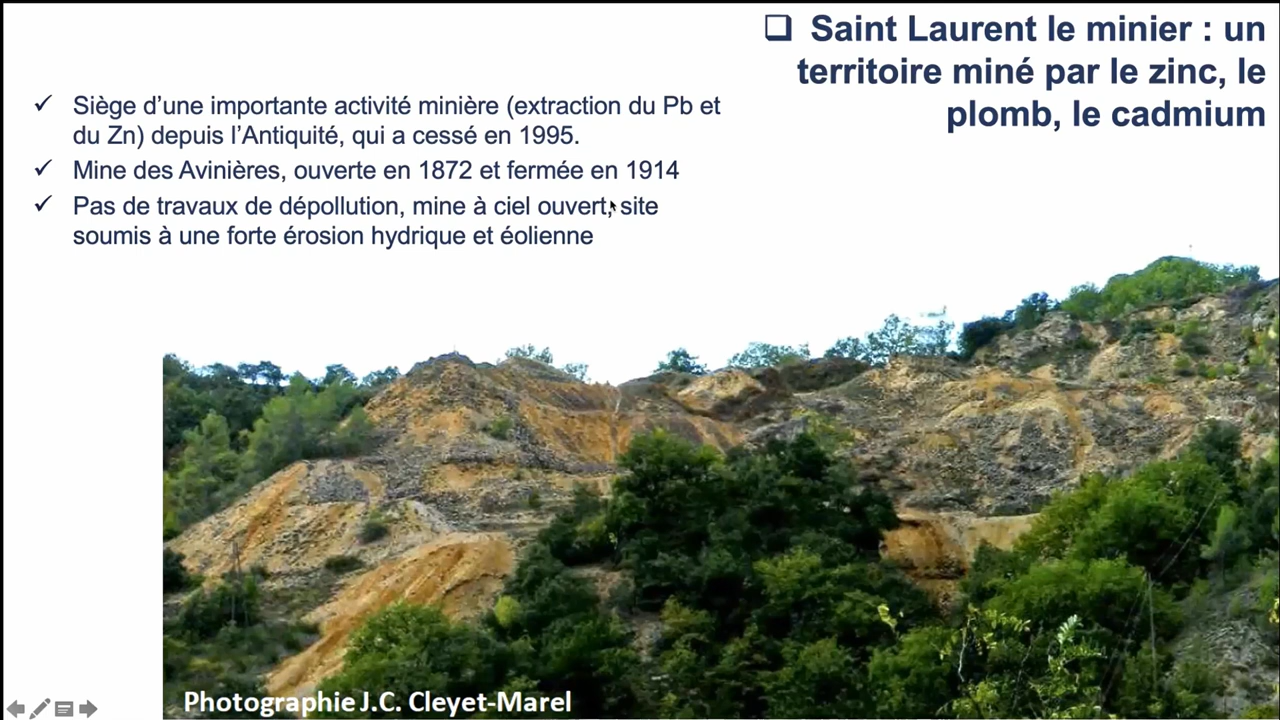 ❑ Saint Laurent le minier : un
territoire miné par le zinc, le
plomb, le cadmium
✓ Siège d’une importante activité minière (extraction du Pb et
du Zn) depuis l’Antiquité, qui a cessé en 1995.
✓ Mine des Avinières, ouverte en 1872 et fermée en 1914
✓ Pas de travaux de dépollution, mine à ciel ouvert, site
soumis à une forte érosion hydrique et éolienne
Photographie J.C. Cleyet-Marel